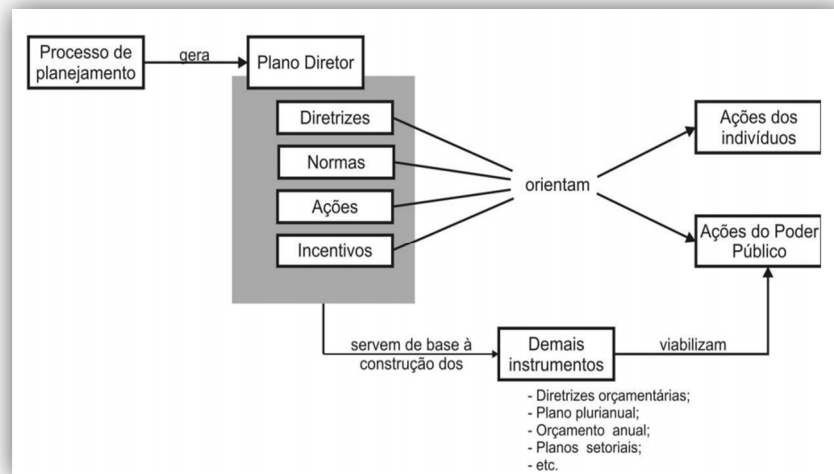 Processo de
planejamento
gera
Plano Diretor
Diretrizes
Normas
Ações
Incentivos
orientam
Ações dos
indivíduos
Ações do Poder
Público
servem de base à
construção dos
Demais
instrumentos
viabilizam
- Diretrizes orçamentárias;
- Plano plurianual;
- Orçamento anual;
- Planos setoriais;
- etc.